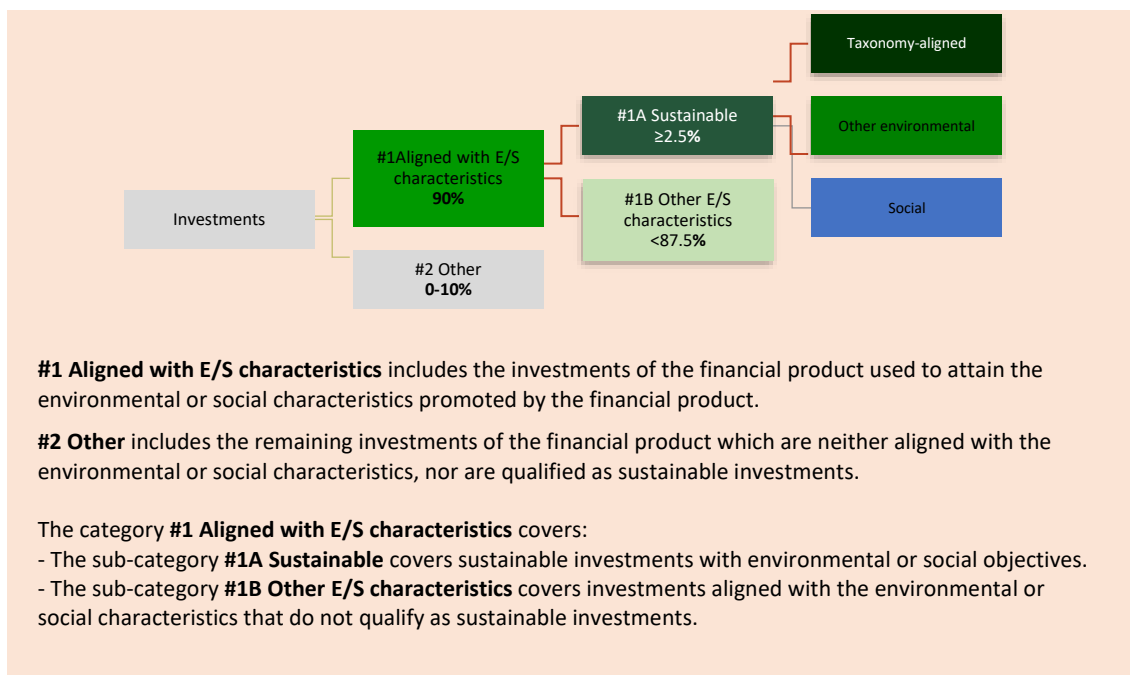 Taxonomy-aligned
#1A Sustainable
≥2.5%
Other environmental
#1Aligned with E/S
characteristics
90%
#1B Other E/S
characteristics
<87.5%
Social
Investments
#2 Other
0-10%
#1 Aligned with E/S characteristics includes the investments of the financial product used to attain the
environmental or social characteristics promoted by the financial product.
#2 Other includes the remaining investments of the financial product which are neither aligned with the
environmental or social characteristics, nor are qualified as sustainable investments.
The category #1 Aligned with E/S characteristics covers:
- The sub-category #1A Sustainable covers sustainable investments with environmental or social objectives.
- The sub-category #1B Other E/S characteristics covers investments aligned with the environmental or
social characteristics that do not qualify as sustainable investments.